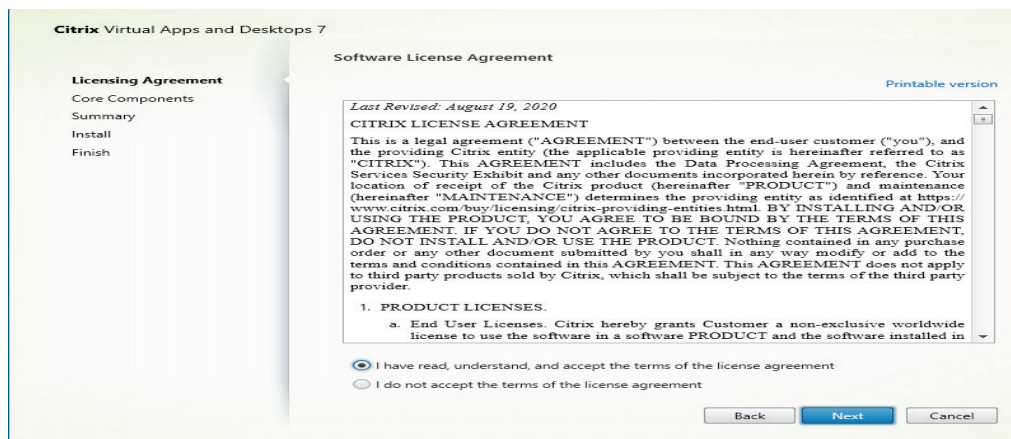 Citrix Virtual Apps and Desktops 7
Licensing Agreement
Core Components
Summary
Install
Finish
Software License Agreement
Printable version
Last Revised: August 19, 2020
CITRIX LICENSE AGREEMENT
This is a legal agreement ("AGREEMENT") between the end-user customer ("you"), and
the providing Citrix entity (the applicable providing entity is hereinafter referred to as
"CITRIX"). This AGREEMENT includes the Data Processing Agreement, the Citrix
Services Security Exhibit and any other documents incorporated herein by reference. Your
location of receipt of the Citrix product (hereinafter "PRODUCT") and maintenance
(hereinafter "MAINTENANCE") determines the providing entity as identified at https://
www.citrix.com/buy/licensing/citrix-providing-entities.html. BY INSTALLING AND/OR
USING THE PRODUCT, YOU AGREE TO BE BOUND BY THE TERMS OF THIS
AGREEMENT. IF YOU DO NOT AGREE TO THE TERMS OF THIS AGREEMENT,
DO NOT INSTALL AND/OR USE THE PRODUCT. Nothing contained in any purchase
order or any other document submitted by you shall in any way modify or add to the
terms and conditions contained in this AGREEMENT. This AGREEMENT does not apply
to third party products sold by Citrix, which shall be subject to the terms of the third party
provider.
1. PRODUCT LICENSES.
a. End User Licenses. Citrix hereby grants Customer a non-exclusive worldwide
license to use the software in a software PRODUCT and the software installed in
I have read, understand, and accept the terms of the license agreement
I do not accept the terms of the license agreement
Back
Next
Cancel